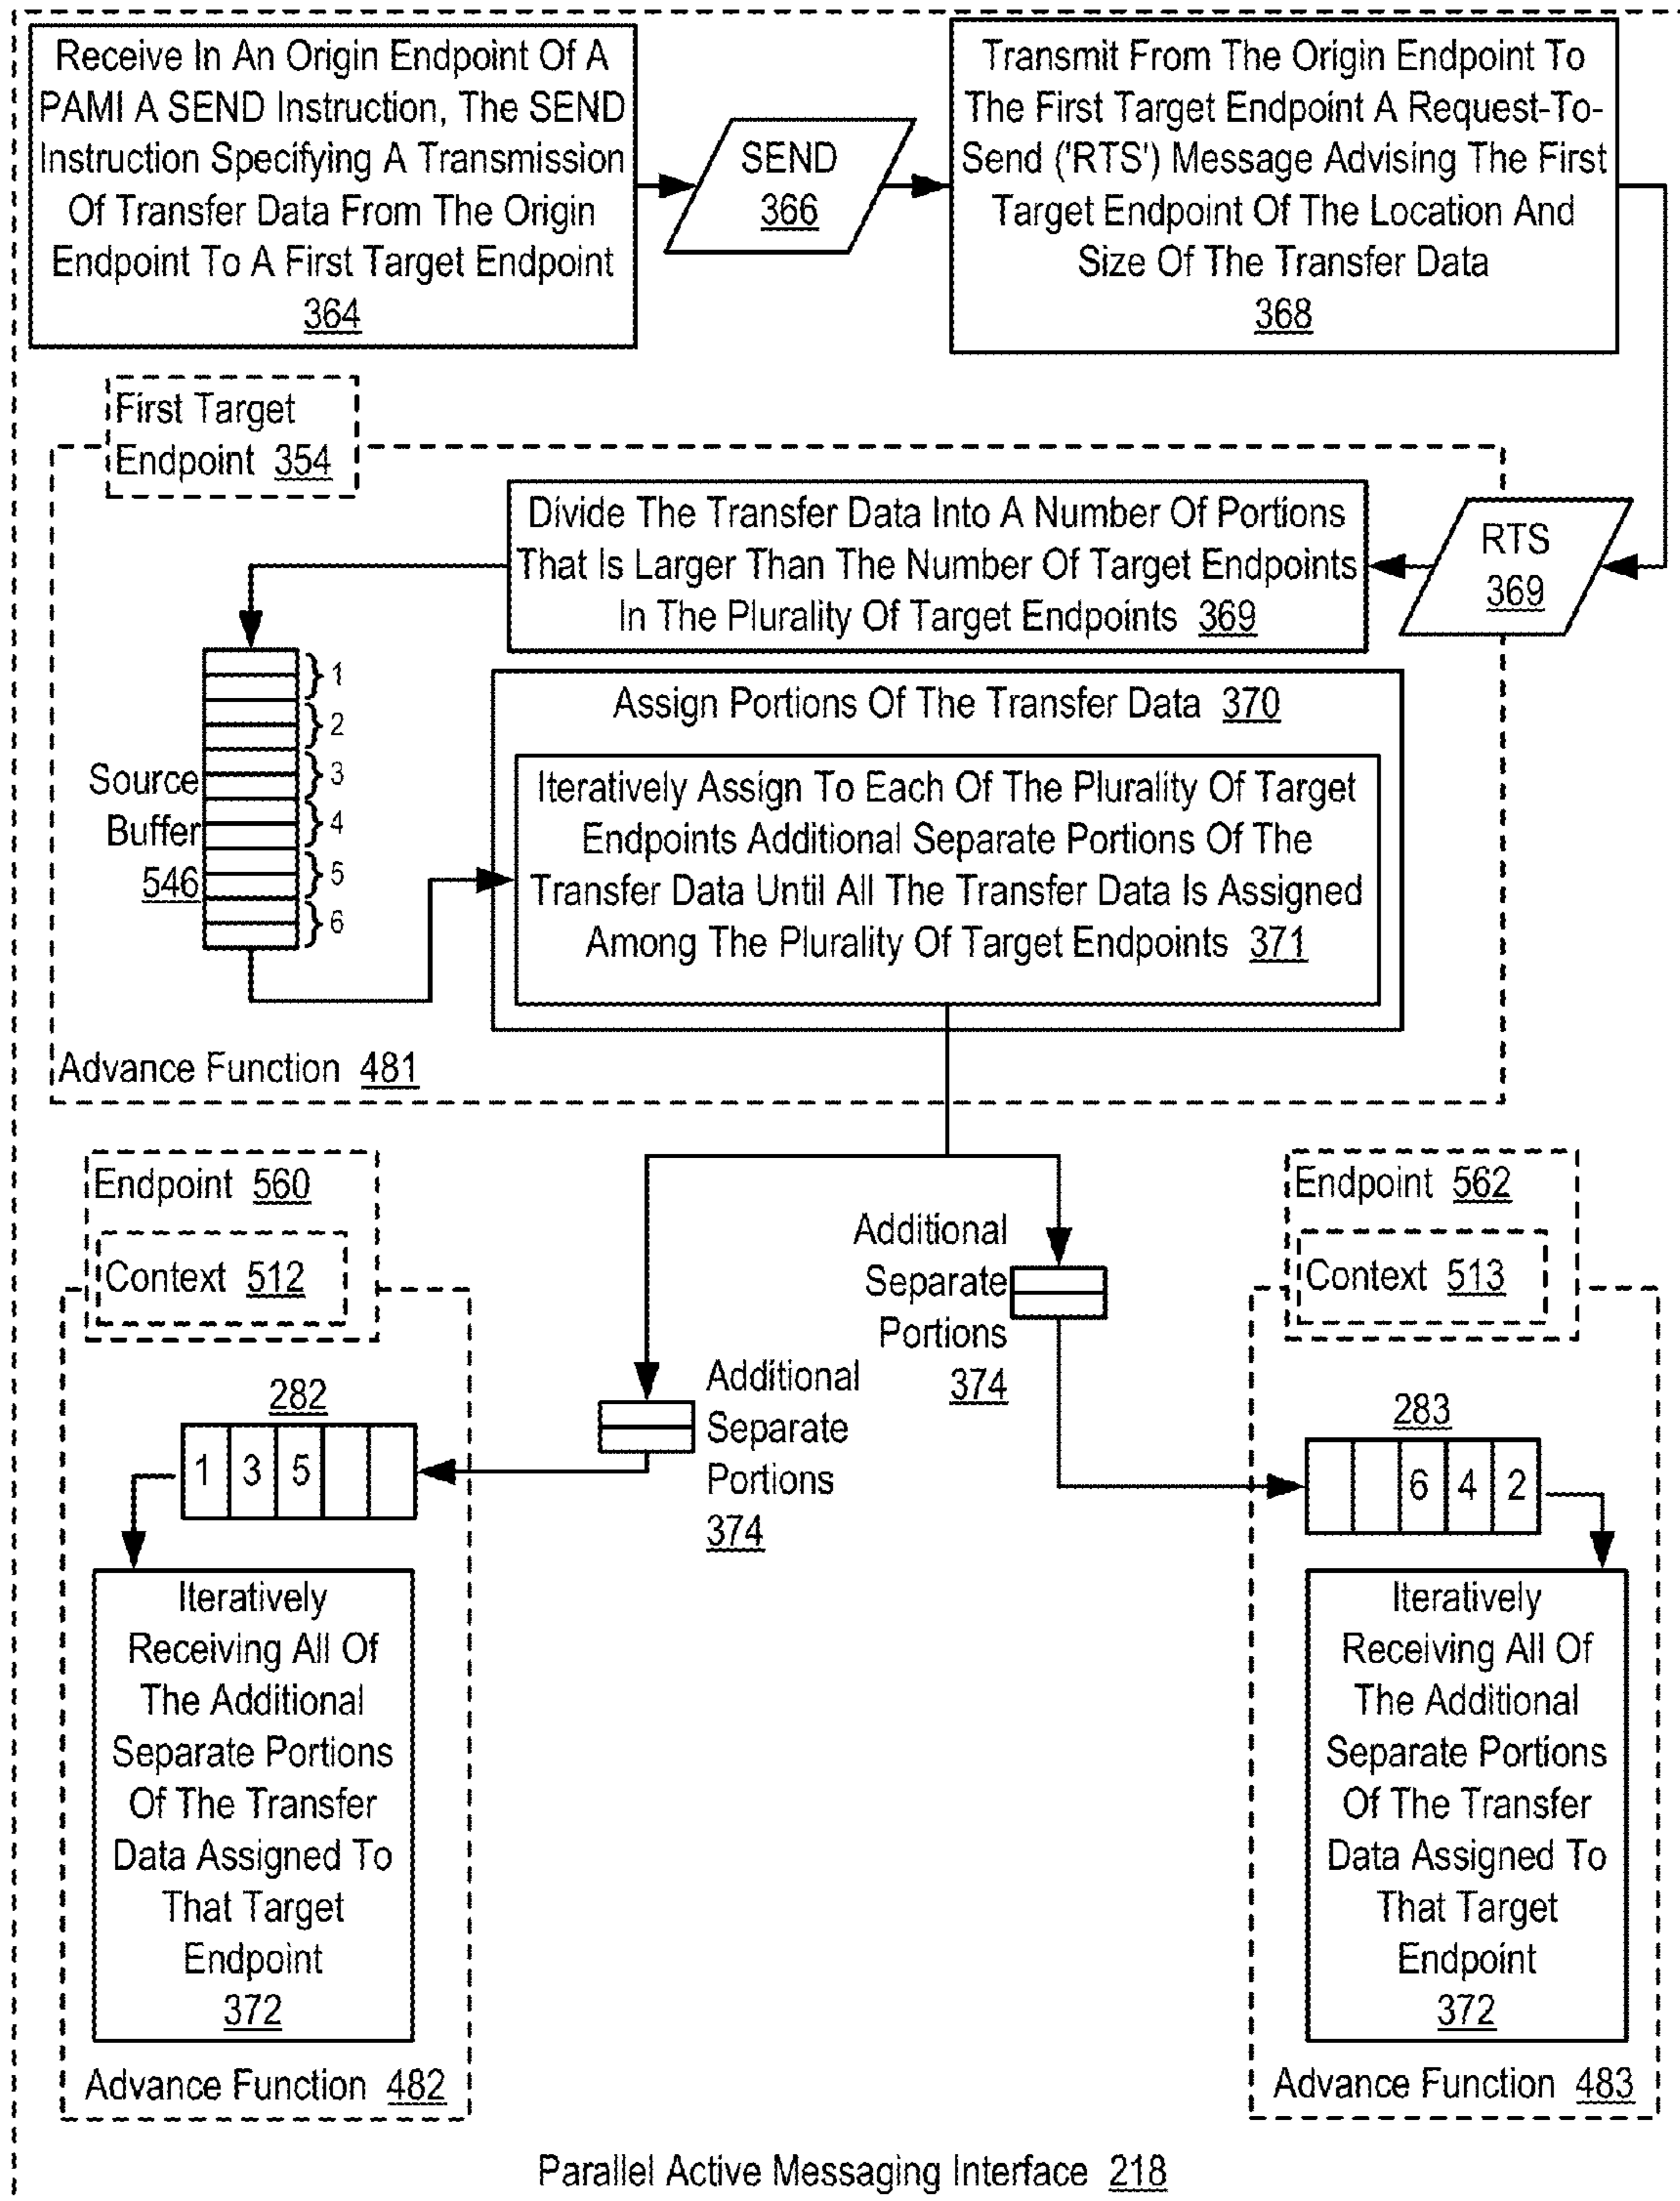 Receive In An Origin Endpoint Of A
PAMI A SEND Instruction, The SEND
Instruction Specifying A Transmission
Of Transfer Data From The Origin
Endpoint To A First Target Endpoint
364
SEND
366
Transmit From The Origin Endpoint To
The First Target Endpoint A Request-To-
Send ('RTS') Message Advising The First
Target Endpoint Of The Location And
Size Of The Transfer Data
368
First Target
Endpoint 354
Divide The Transfer Data Into A Number Of Portions
That Is Larger Than The Number Of Target Endpoints
In The Plurality Of Target Endpoints 369
RTS
369
1
2
3
4
5
6
Source
Buffer
546
Assign Portions Of The Transfer Data 370
Iteratively Assign To Each Of The Plurality Of Target
Endpoints Additional Separate Portions Of The
Transfer Data Until All The Transfer Data Is Assigned
Among The Plurality Of Target Endpoints 371
Advance Function 481
Endpoint 560
Context 512
282
1 3 5
Iteratively
Receiving All Of
The Additional
Separate Portions
Of The Transfer
Data Assigned To
That Target
Endpoint
372
Advance Function 482
Additional
Separate
Portions
374
Additional
Separate
Portions
374
Endpoint 562
Context 513
283
6 4 2
Iteratively
Receiving All Of
The Additional
Separate Portions
Of The Transfer
Data Assigned To
That Target
Endpoint
372
Advance Function 483
Parallel Active Messaging Interface 218